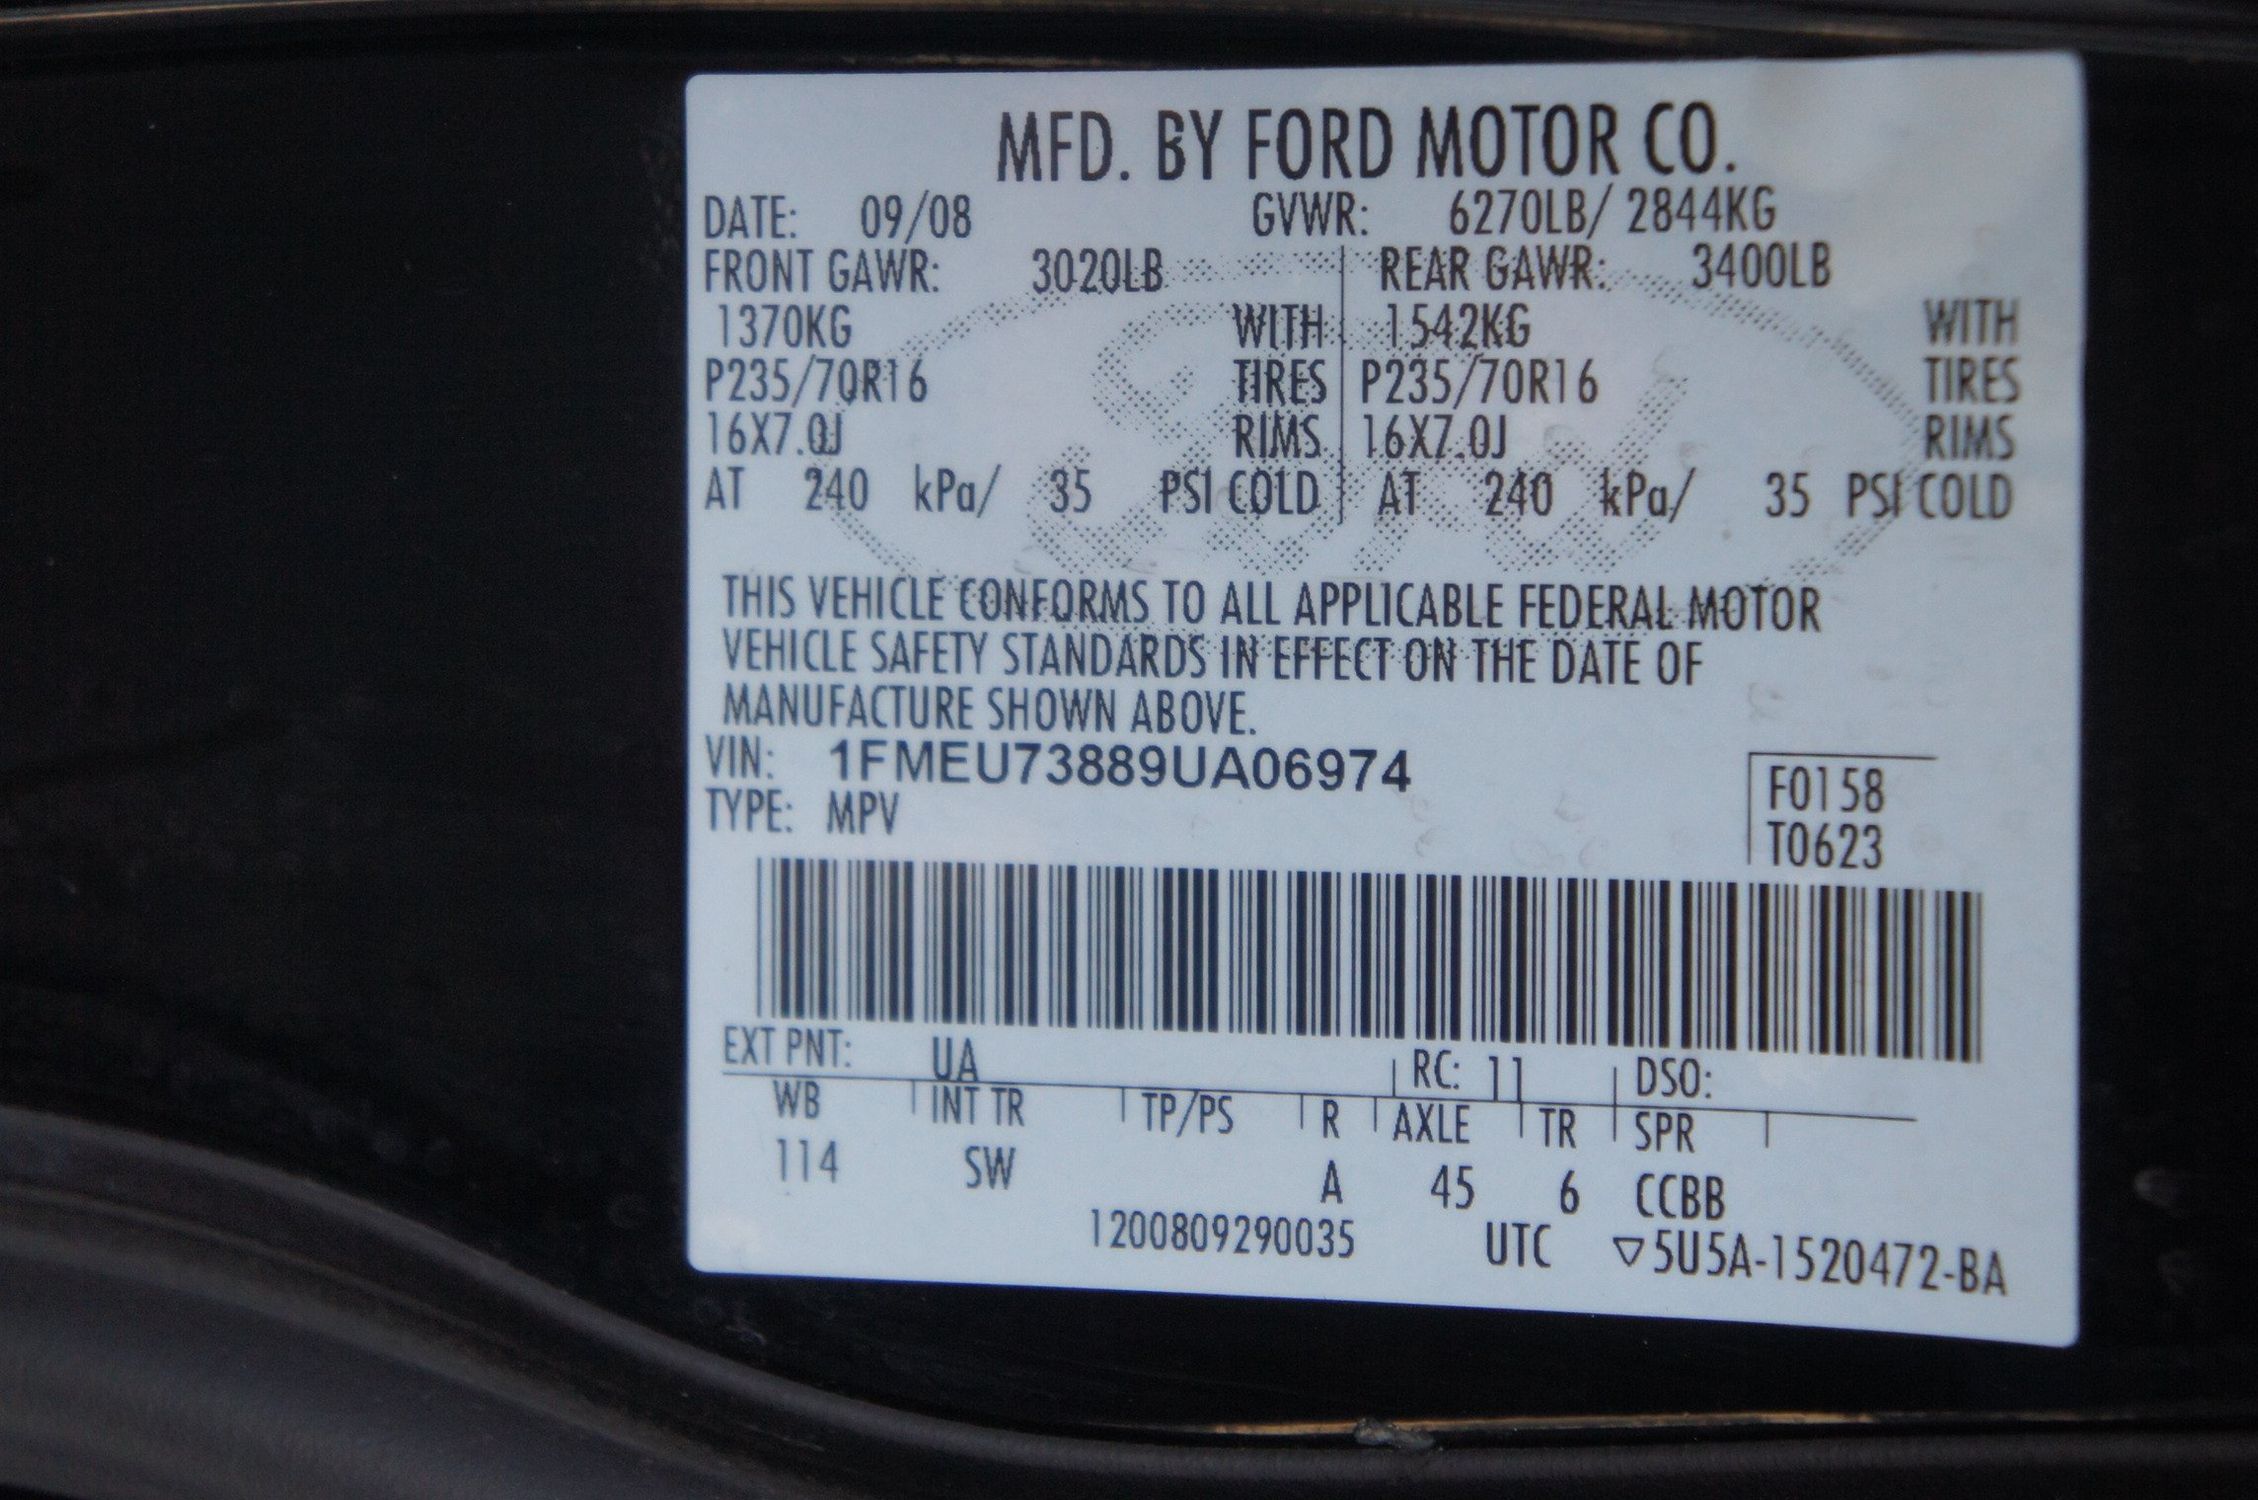 MFD. BY FORD MOTOR CO.
DATE: 09/08 GVWR: 6270LB/ 2844KG
FRONT GAWR: 3020LB REAR GAWR: 3400LB
1370KG WITH 1542KG WITH
P235/70R16 TIRES P235/70R16 TIRES
16X7.0J RIMS 16X7.0J RIMS
AT 240 kPa/ 35 PSI COLD AT 240 kPa/ 35 PSI COLD
Ford
THIS VEHICLE CONFORMS TO ALL APPLICABLE FEDERAL MOTOR
VEHICLE SAFETY STANDARDS IN EFFECT ON THE DATE OF
MANUFACTURE SHOWN ABOVE.
VIN: 1FMEU73889UA06974
TYPE: MPV
F0158
T0623
EXT PNT: UA RC: 11 DSO:
WB INT TR TP/PS R AXLE TR SPR
114 SW A 45 6 CCBB
1200809290035 UTC ▽5U5A-1520472-BA